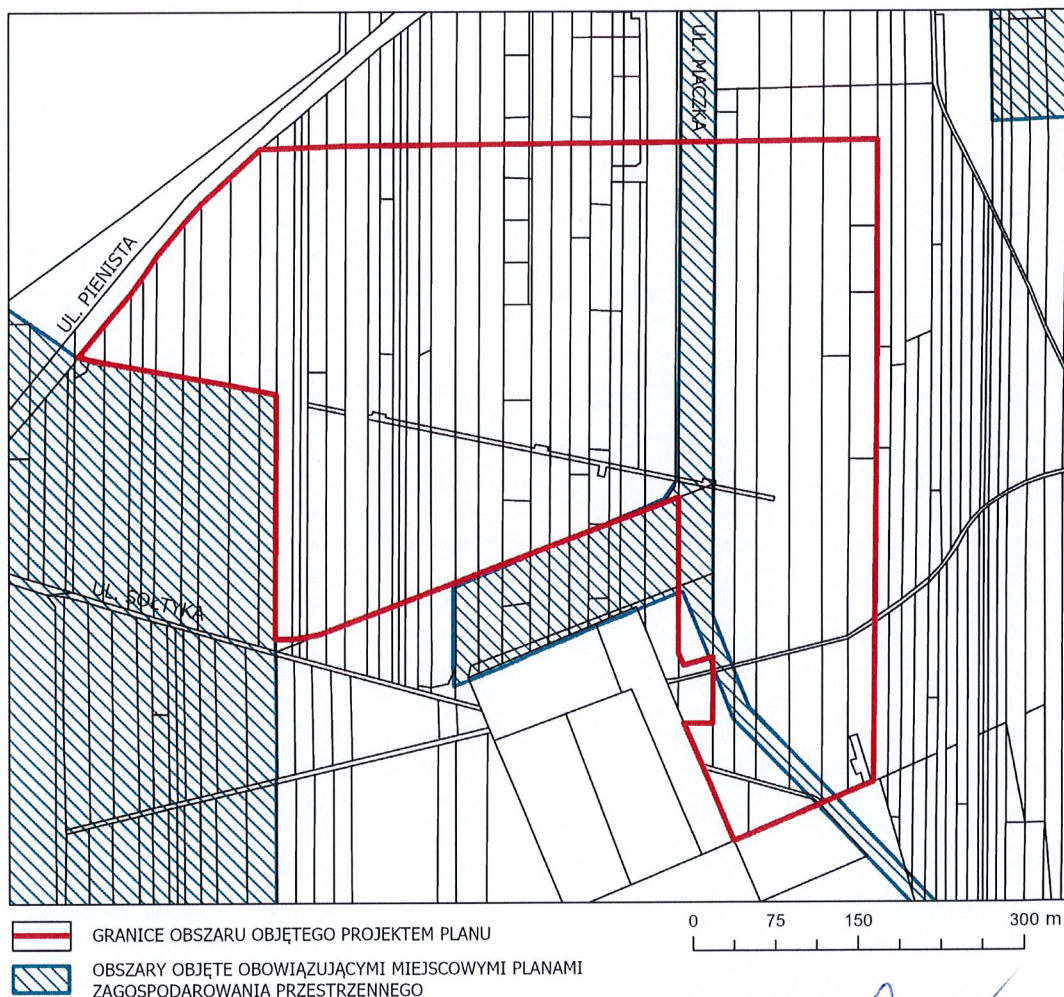 UL. MACZKA
UL. PIENISTA
UL. SOŁTYKA
GRANICE OBSZARU OBJĘTEGO PROJEKTEM PLANU
OBSZARY OBJĘTE OBOWIĄZUJĄCYMI MIEJSCOWYMI PLANAMI
ZAGOSPODAROWANIA PRZESTRZENNEGO
0 75 150 300 m